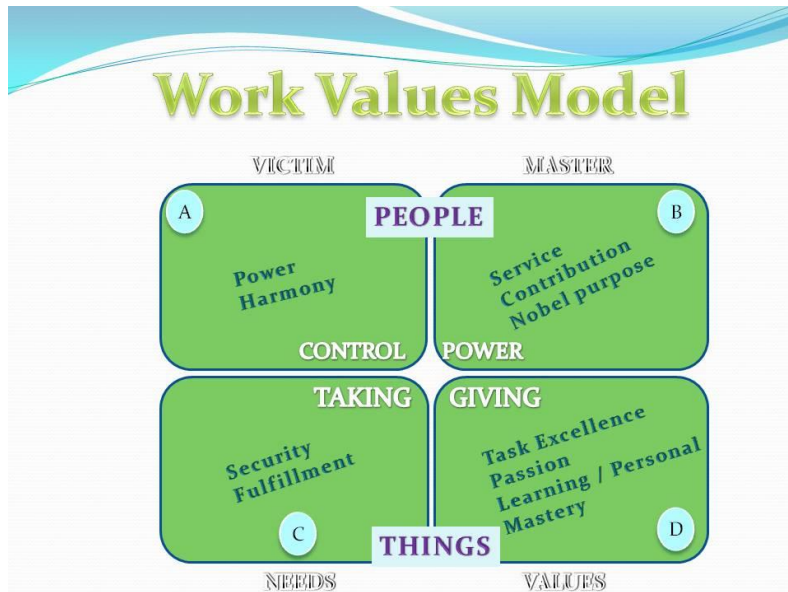 Work Values Model
VICTIM
MASTER
A
PEOPLE
B
Power
Harmony
Service
Contribution
Nobel purpose
CONTROL
POWER
TAKING
GIVING
Security
Fulfillment
Task Excellence
Passion
Learning / Personal
Mastery
C
THINGS
D
NEEDS
VALUES